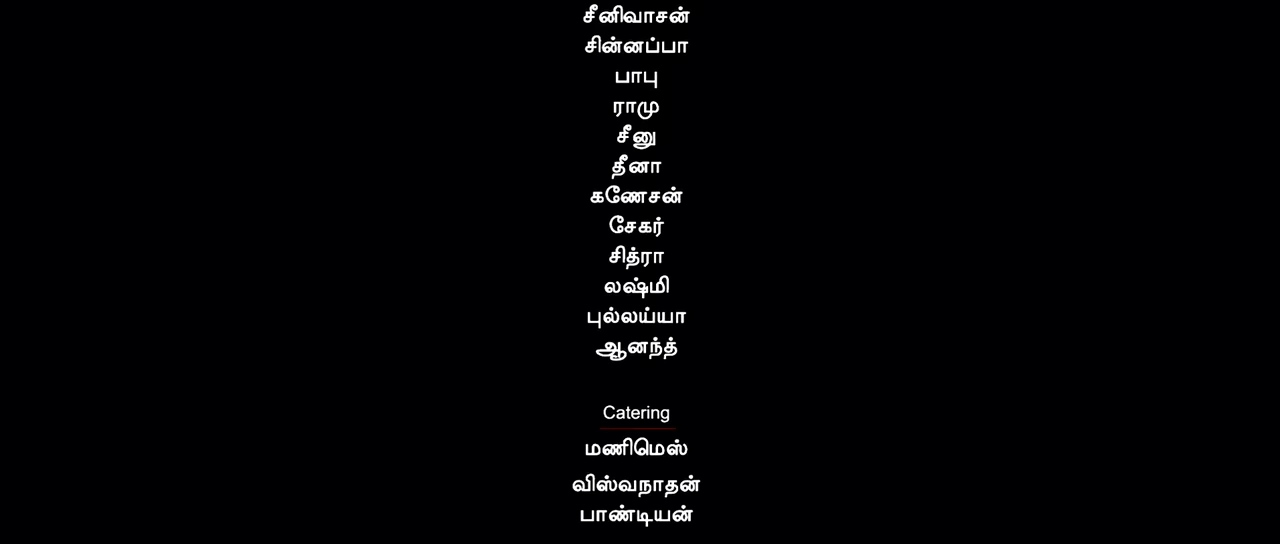 சீனிவாசன்
சின்னப்பா
பாபு
ராமு
சீனு
தீனா
கணேசன்
சேகர்
சித்ரா
லஷ்மி
புல்லய்யா
ஆனந்த்
Catering
மணிமெஸ்
விஸ்வநாதன்
பாண்டியன்